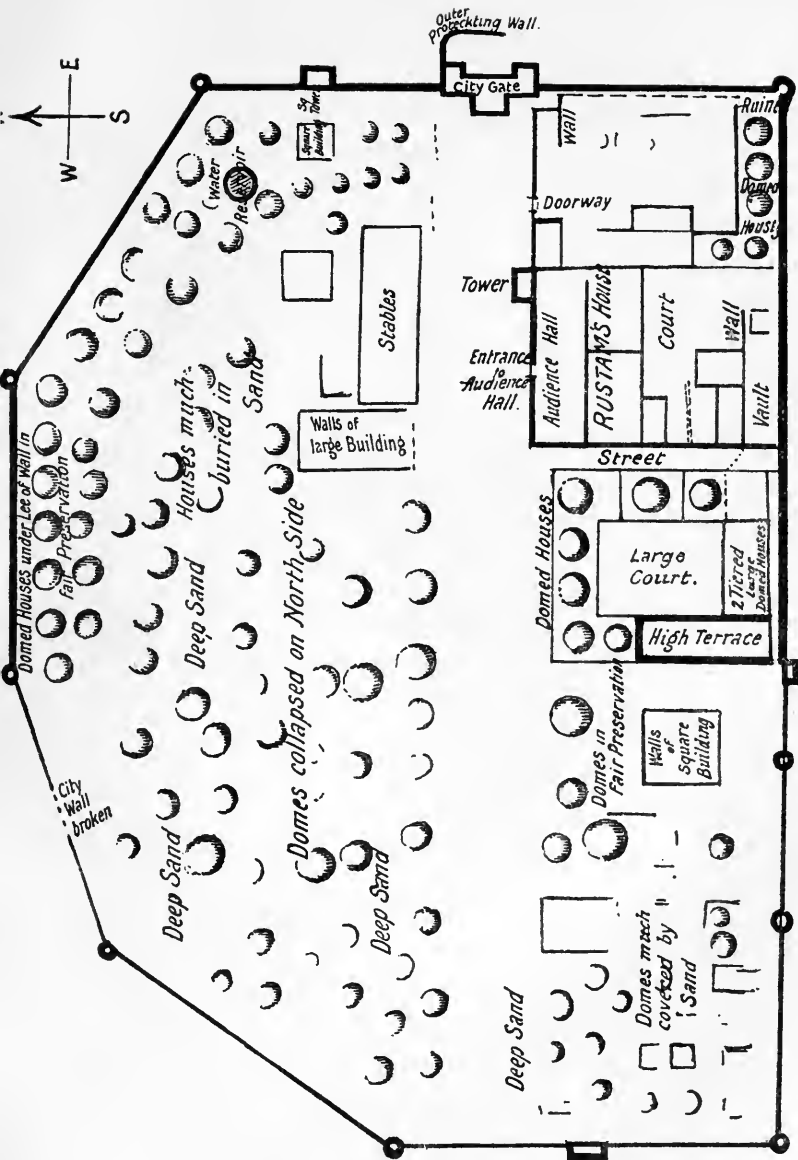 Outer
Proteckting Wall.
City Gate
E
W
S
Sq
Tower
Square
building
(Water
Reservoir
Wall
Ruined
Domed
Houses
Doorway
Tower
Stables
Entrance
to
Audience
Hall.
Audience Hall
RUSTAM'S HOUSE
Court
Wall
Vault
Houses much
buried in
Sand
Walls of
large Building
Domed Houses under Lee of Wall in
Fair Preservation
Street
Deep Sand
Domes collapsed on North Side
Domed Houses
Large
Court.
2 Tiered
Large
Domed Houses
High Terrace
City
Wall
broken
Domes in
Fair Preservation
Walls
of
Square
Building
Deep Sand
Deep Sand
Deep Sand
Domes much
covered by "
Sand